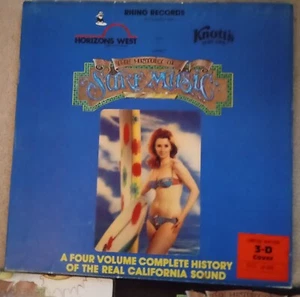 RHINO RECORDS
HORIZONS WEST
Knott's
THE HISTORY OF
SURF MUSIC
3-D
Cover
A FOUR VOLUME COMPLETE HISTORY
OF THE REAL CALIFORNIA SOUND